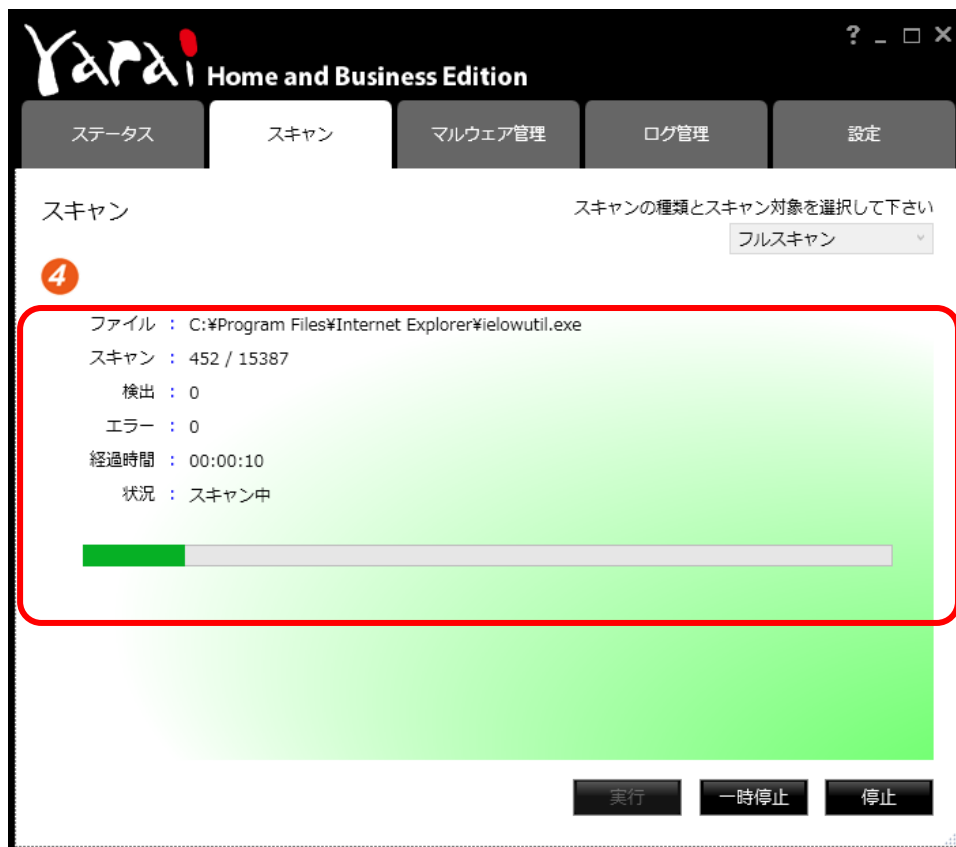 Yarai Home and Business Edition
? _ □ ×
ステータス スキャン マルウェア管理 ログ管理 設定
スキャン
スキャンの種類とスキャン対象を選択して下さい
フルスキャン
4
ファイル : C:¥Program Files¥Internet Explorer¥ielowutil.exe
スキャン : 452 / 15387
検出 : 0
エラー : 0
経過時間 : 00:00:10
状況 : スキャン中
実行 一時停止 停止